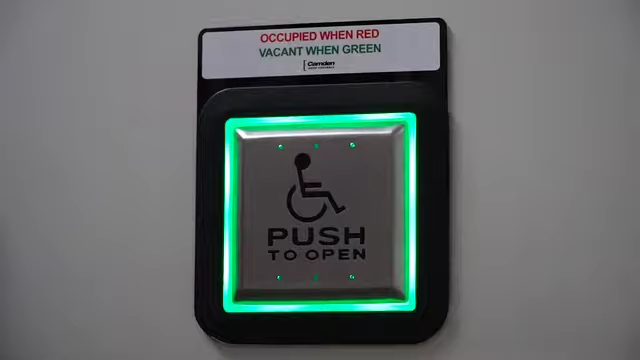 OCCUPIED WHEN RED
VACANT WHEN GREEN
Camden
PUSH
TO OPEN